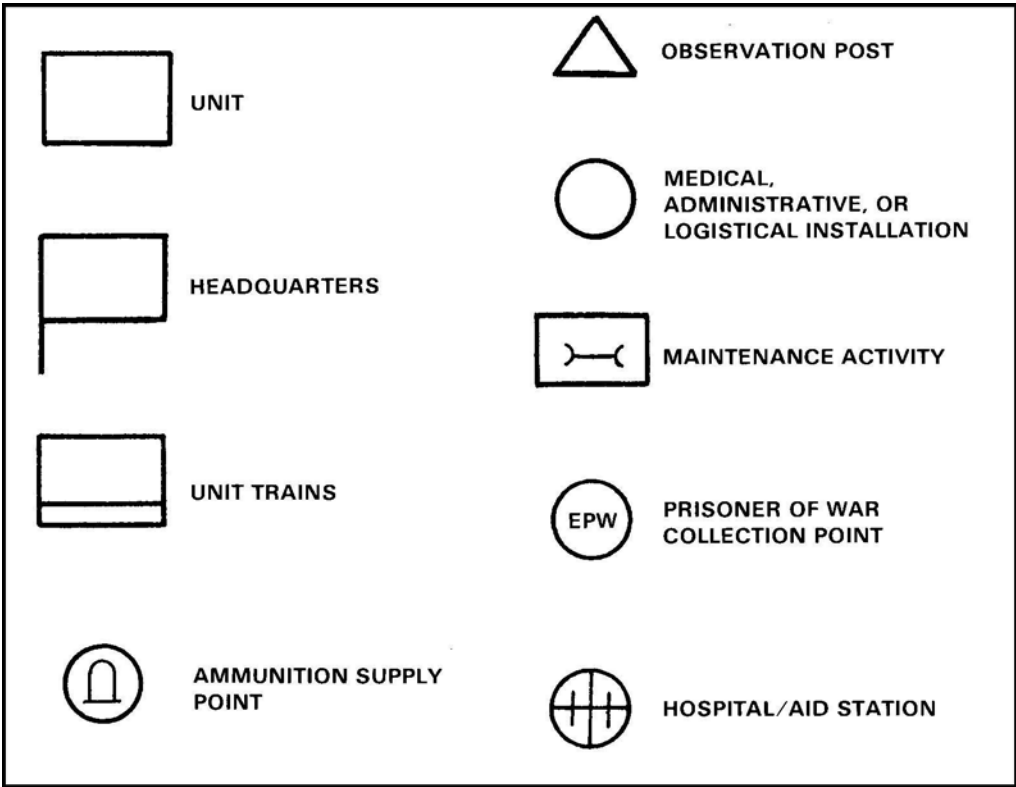 UNIT
HEADQUARTERS
UNIT TRAINS
AMMUNITION SUPPLY
POINT
OBSERVATION POST
MEDICAL,
ADMINISTRATIVE, OR
LOGISTICAL INSTALLATION
MAINTENANCE ACTIVITY
EPW
PRISONER OF WAR
COLLECTION POINT
HOSPITAL/AID STATION